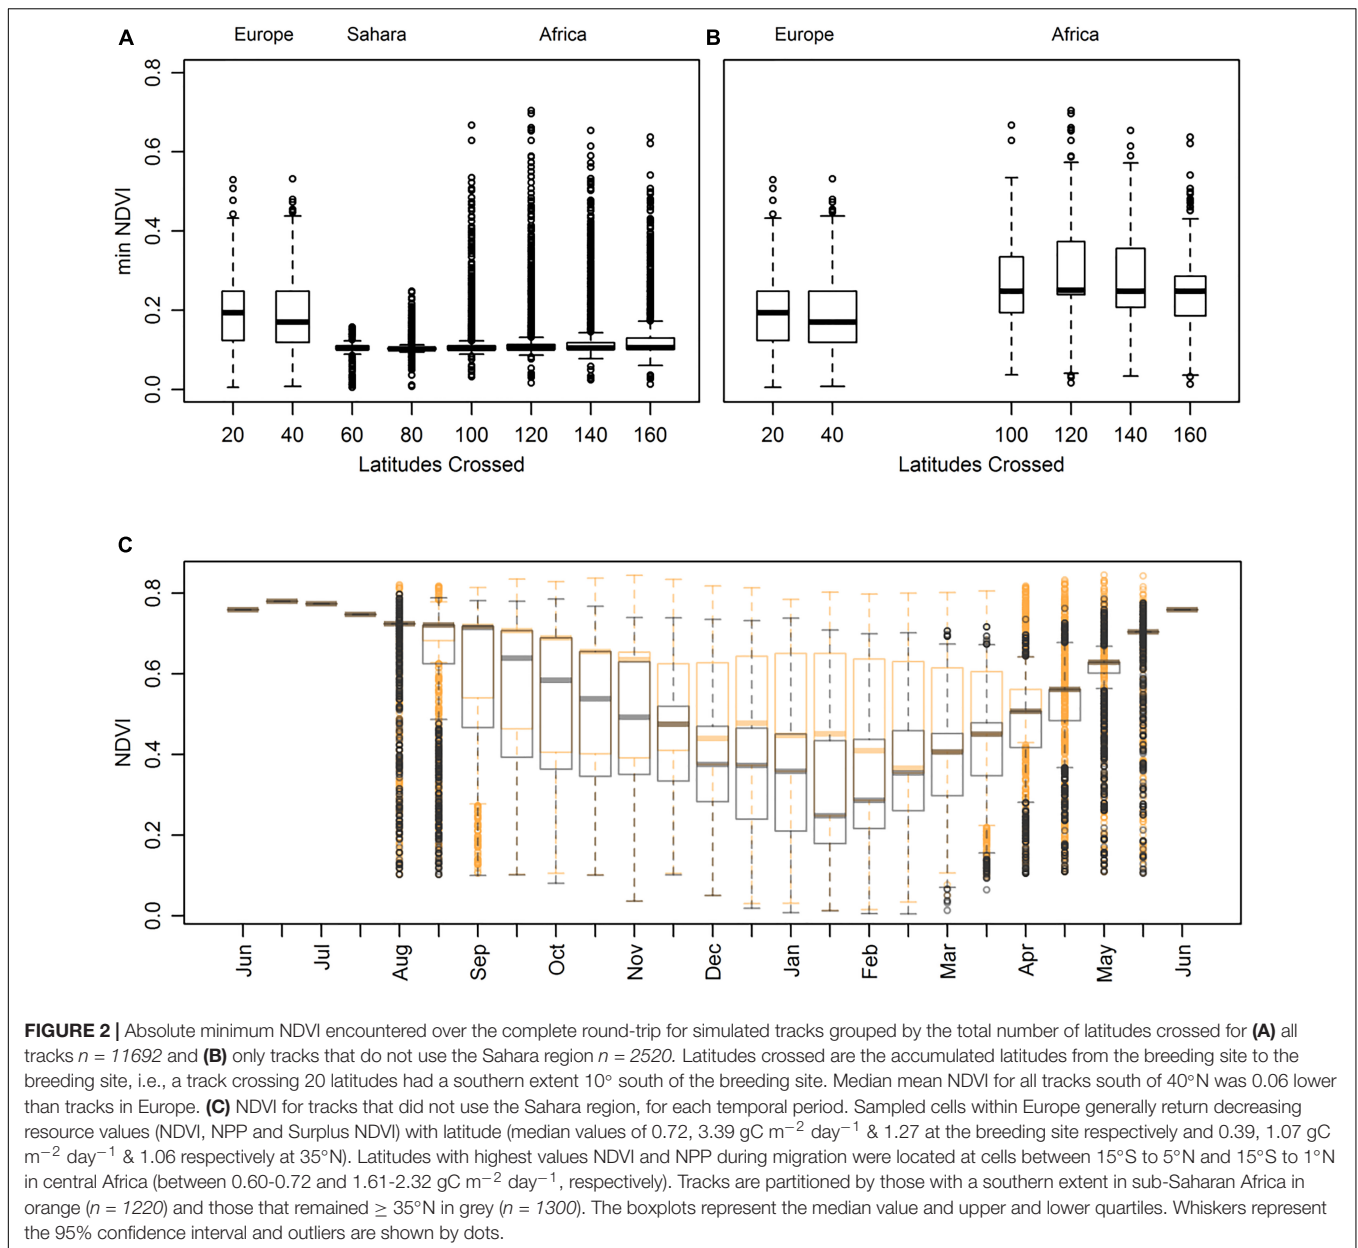 A Europe Sahara Africa
B Europe Africa
min NDVI
0.0 0.2 0.4 0.6 0.8
20 40 60 80 100 120 140 160
Latitudes Crossed
20 40 100 120 140 160
Latitudes Crossed
C
NDVI
0.0 0.2 0.4 0.6 0.8
Jun Jul Aug Sep Oct Nov Dec Jan Feb Mar Apr May Jun
FIGURE 2 | Absolute minimum NDVI encountered over the complete round-trip for simulated tracks grouped by the total number of latitudes crossed for (A) all
tracks n = 11692 and (B) only tracks that do not use the Sahara region n = 2520. Latitudes crossed are the accumulated latitudes from the breeding site to the
breeding site, i.e., a track crossing 20 latitudes had a southern extent 10° south of the breeding site. Median mean NDVI for all tracks south of 40°N was 0.06 lower
than tracks in Europe. (C) NDVI for tracks that did not use the Sahara region, for each temporal period. Sampled cells within Europe generally return decreasing
resource values (NDVI, NPP and Surplus NDVI) with latitude (median values of 0.72, 3.39 gC m−2 day−1 & 1.27 at the breeding site respectively and 0.39, 1.07 gC
m−2 day−1 & 1.06 respectively at 35°N). Latitudes with highest values NDVI and NPP during migration were located at cells between 15°S to 5°N and 15°S to 1°N
in central Africa (between 0.60-0.72 and 1.61-2.32 gC m−2 day−1, respectively). Tracks are partitioned by those with a southern extent in sub-Saharan Africa in
orange (n = 1220) and those that remained ≥ 35°N in grey (n = 1300). The boxplots represent the median value and upper and lower quartiles. Whiskers represent
the 95% confidence interval and outliers are shown by dots.